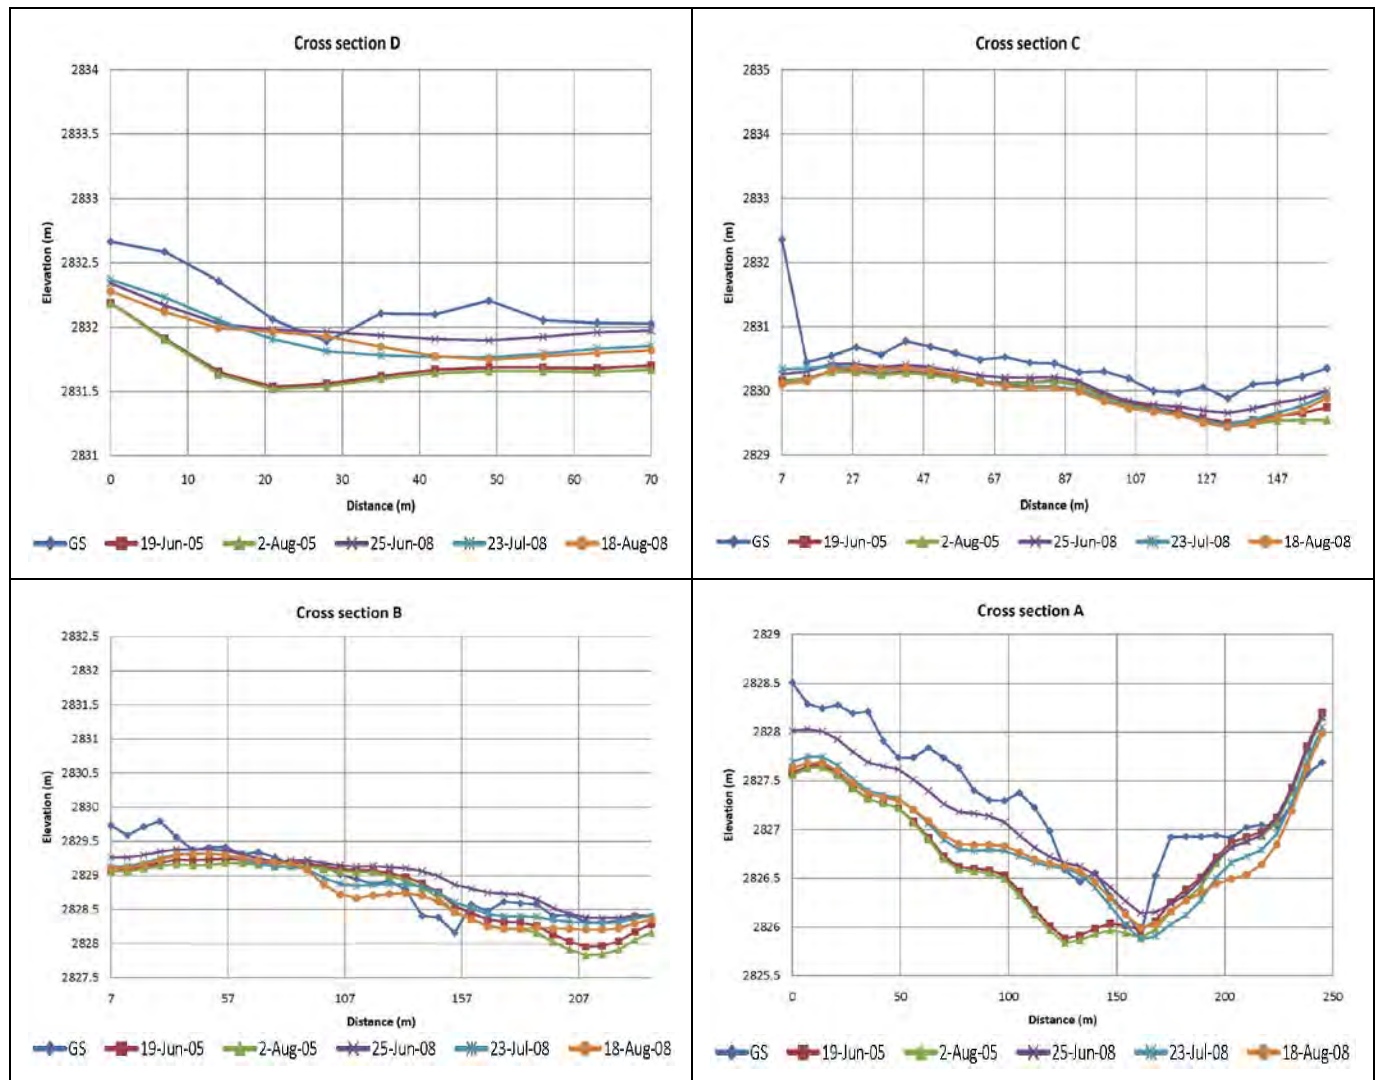 Cross section D
2834
2833.5
2833
2832.5
2832
2831.5
2831
Elevation (m)
0 10 20 30 40 50 60 70
Distance (m)
GS 19-Jun-05 2-Aug-05 25-Jun-08 23-Jul-08 18-Aug-08
Cross section C
2835
2834
2833
2832
2831
2830
2829
Elevation (m)
7 27 47 67 87 107 127 147
Distance (m)
GS 19-Jun-05 2-Aug-05 25-Jun-08 23-Jul-08 18-Aug-08
Cross section B
2832.5
2832
2831.5
2831
2830.5
2830
2829.5
2829
2828.5
2828
2827.5
Elevation (m)
7 57 107 157 207
Distance (m)
GS 19-Jun-05 2-Aug-05 25-Jun-08 23-Jul-08 18-Aug-08
Cross section A
2829
2828.5
2828
2827.5
2827
2826.5
2826
2825.5
Elevation (m)
0 50 100 150 200 250
Distance (m)
GS 19-Jun-05 2-Aug-05 25-Jun-08 23-Jul-08 18-Aug-08